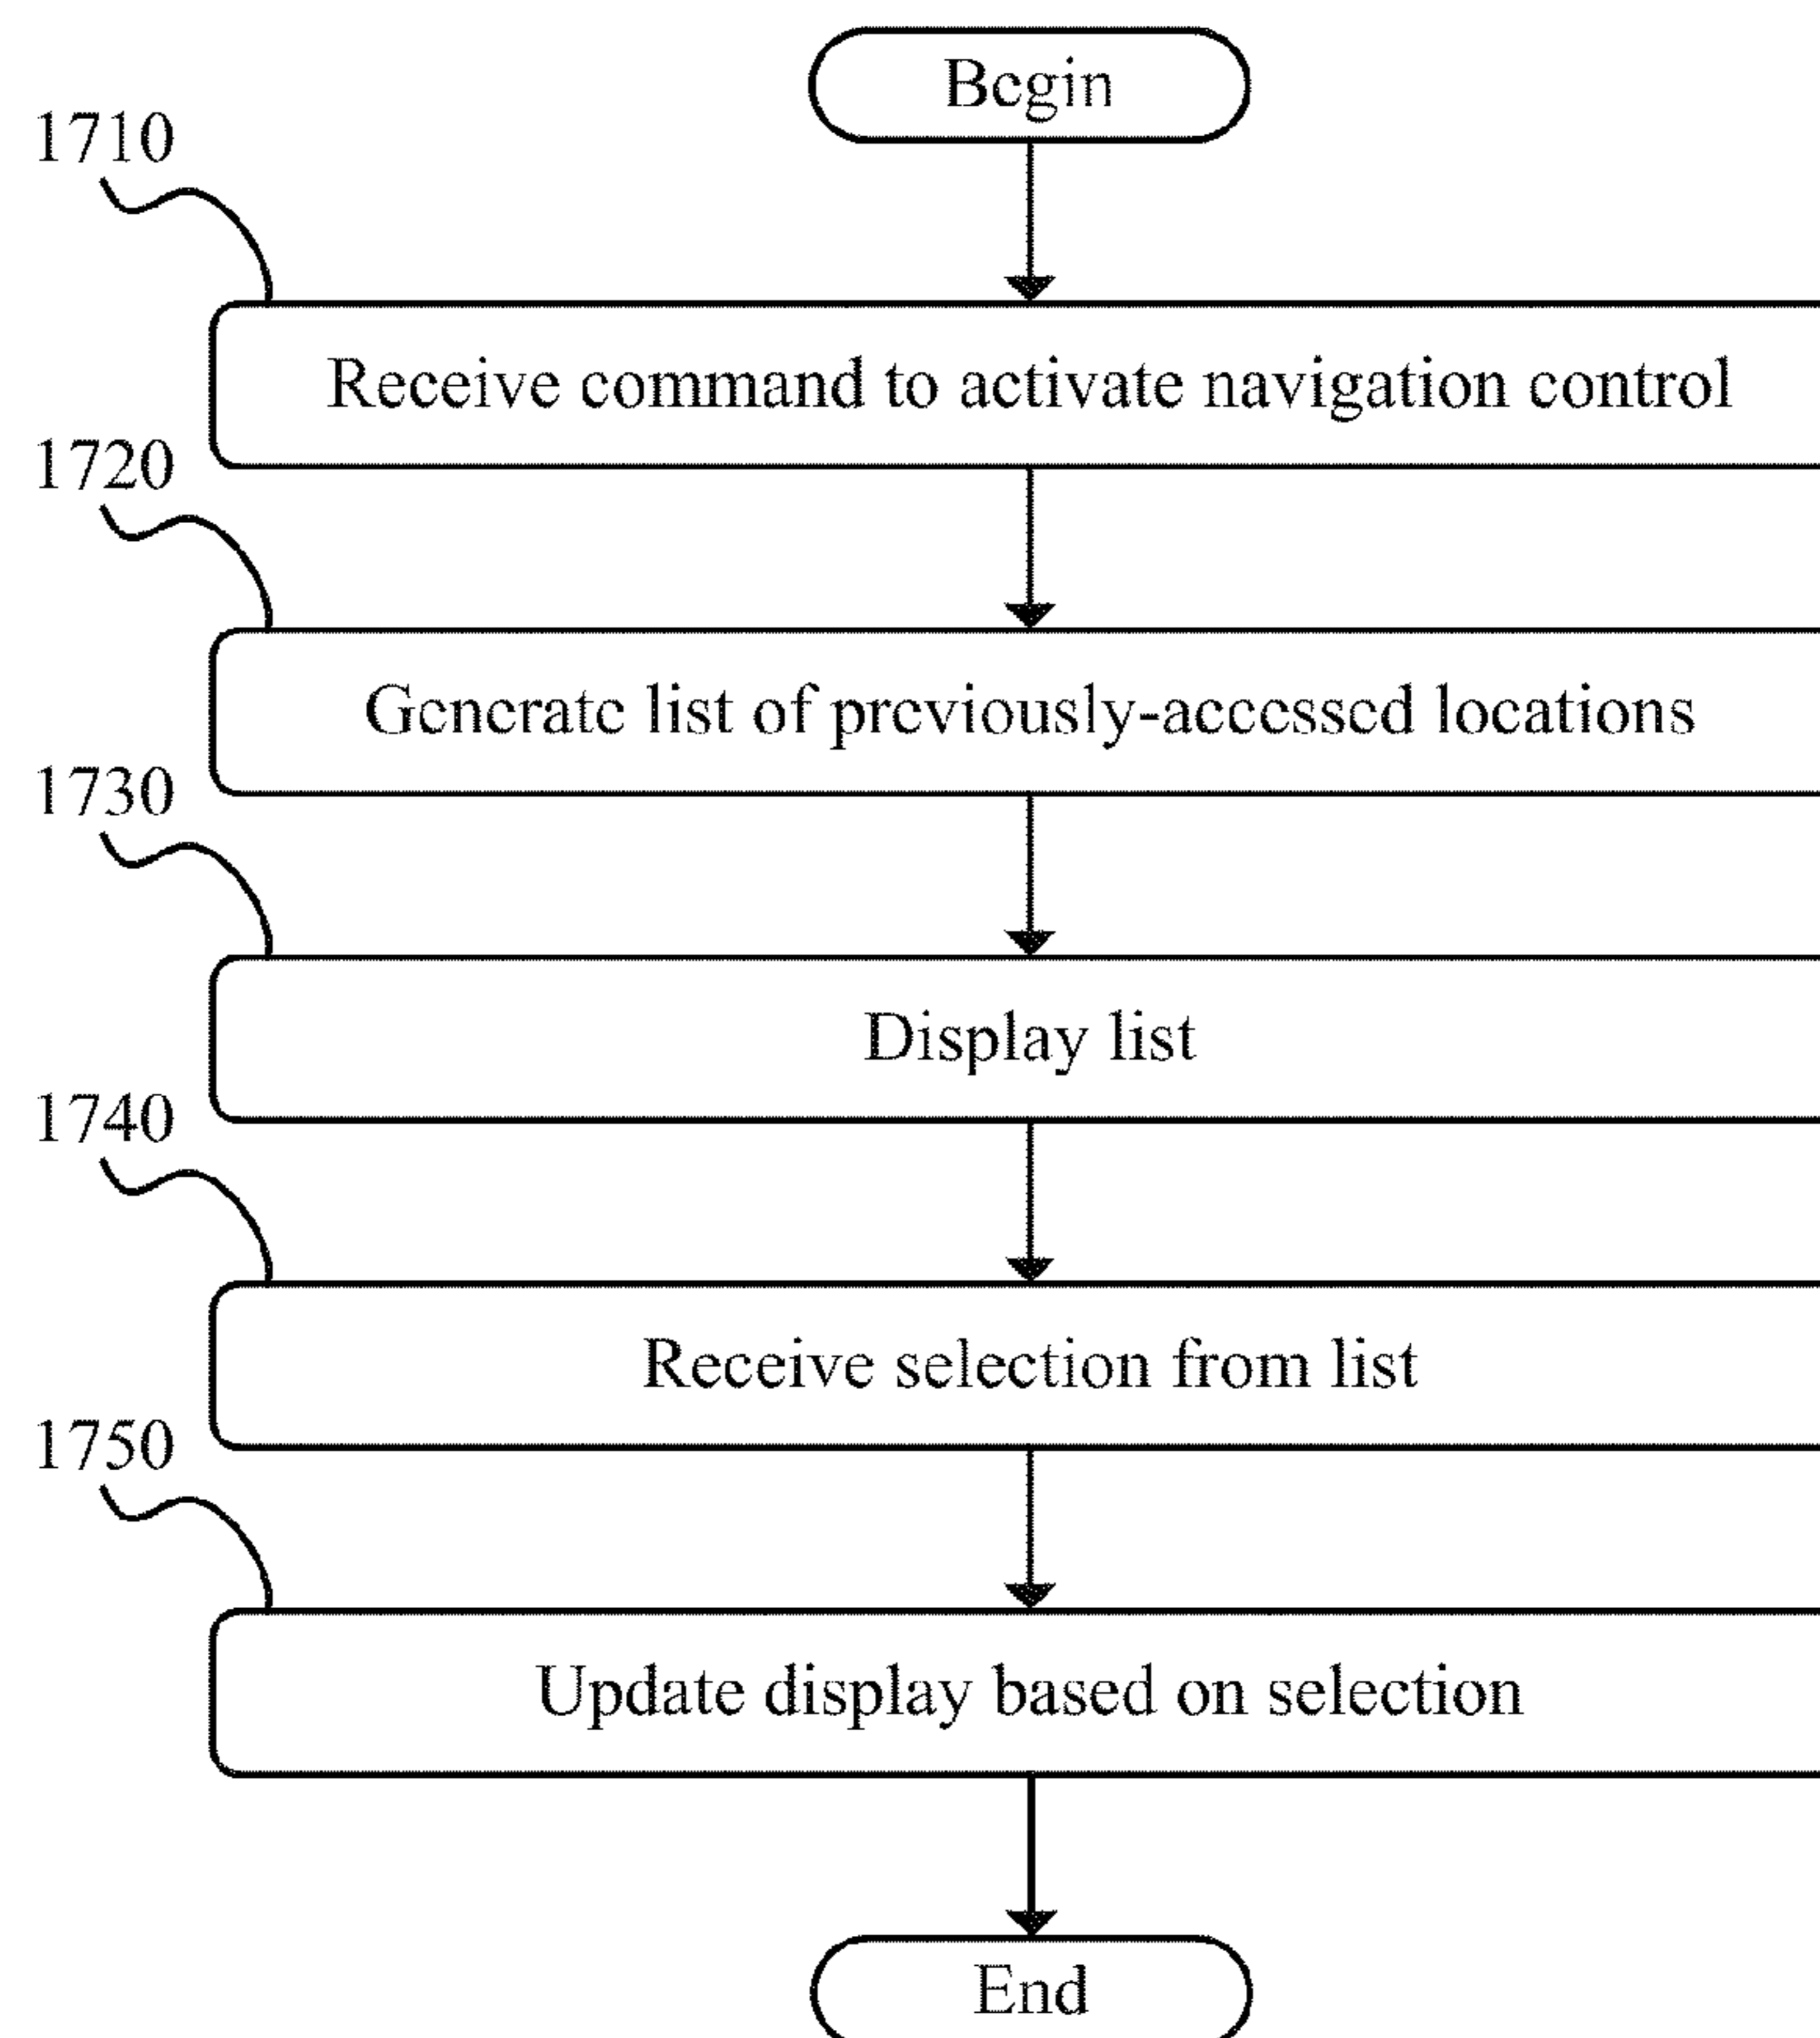 Begin
1710
Receive command to activate navigation control
1720
Generate list of previously-accessed locations
1730
Display list
1740
Receive selection from list
1750
Update display based on selection
End